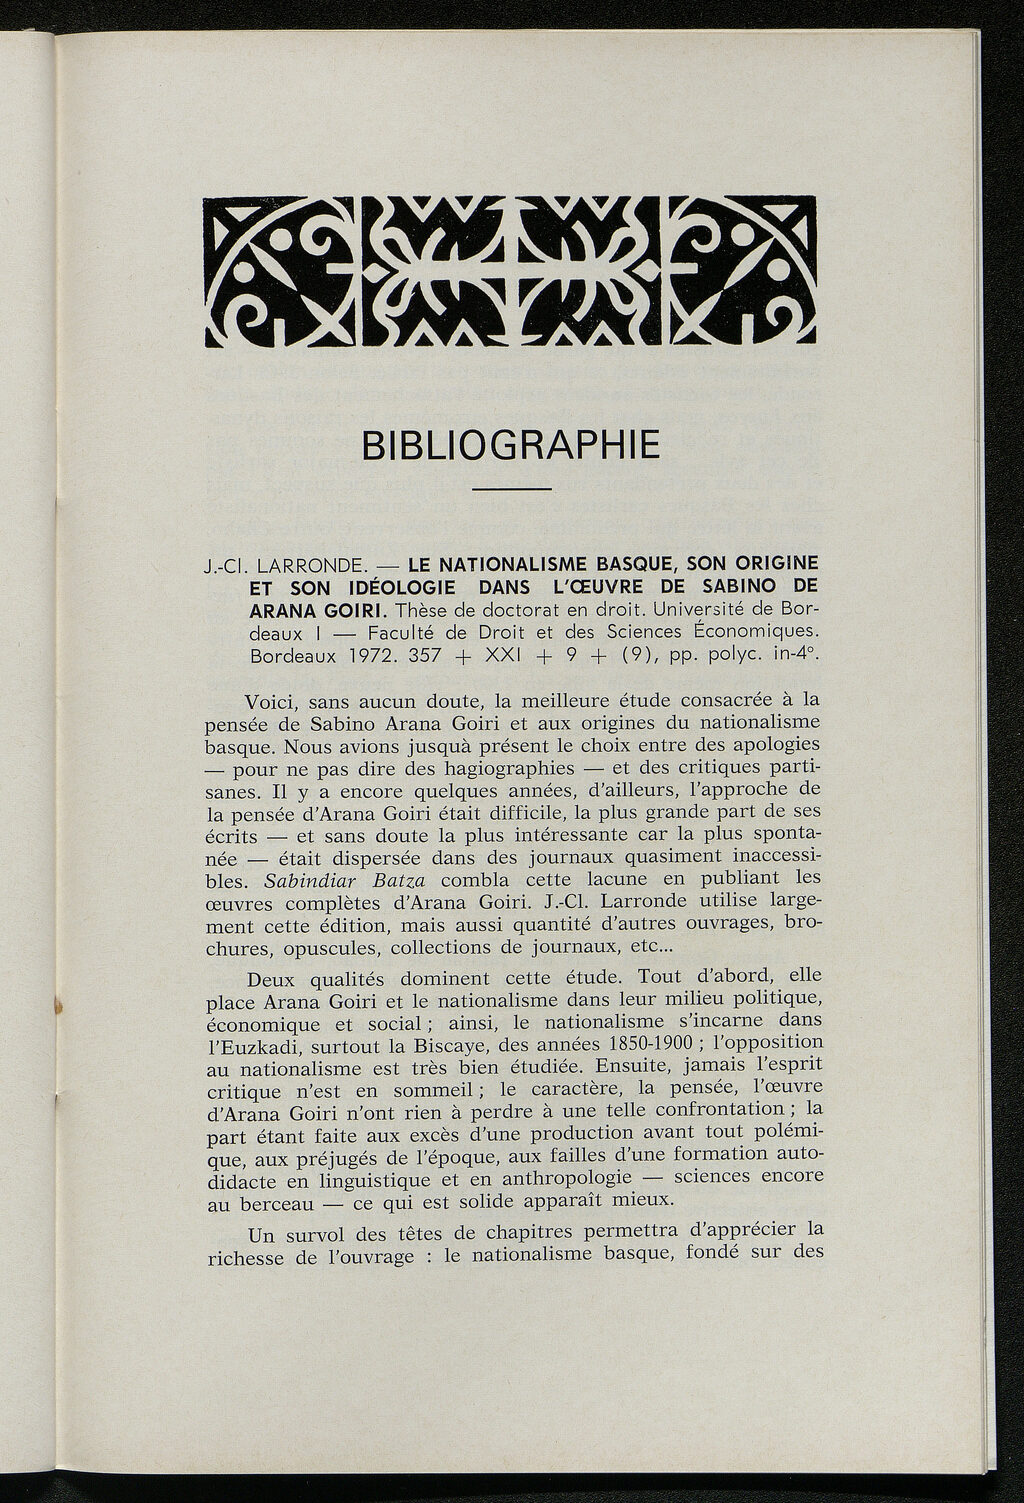 BIBLIOGRAPHIE
J.-Cl. LARRONDE. — LE NATIONALISME BASQUE, SON ORIGINE
ET SON IDÉOLOGIE DANS L'ŒUVRE DE SABINO DE
ARANA GOIRI. Thèse de doctorat en droit. Université de Bor-
deaux I — Faculté de Droit et des Sciences Économiques.
Bordeaux 1972. 357 + XXI + 9 + (9), pp. polyc. in-4°.
Voici, sans aucun doute, la meilleure étude consacrée à la
pensée de Sabino Arana Goiri et aux origines du nationalisme
basque. Nous avions jusquà présent le choix entre des apologies
— pour ne pas dire des hagiographies — et des critiques parti-
sanes. Il y a encore quelques années, d'ailleurs, l'approche de
la pensée d'Arana Goiri était difficile, la plus grande part de ses
écrits — et sans doute la plus intéressante car la plus sponta-
née — était dispersée dans des journaux quasiment inaccessi-
bles. Sabindiar Batza combla cette lacune en publiant les
œuvres complètes d'Arana Goiri. J.-Cl. Larronde utilise large-
ment cette édition, mais aussi quantité d'autres ouvrages, bro-
chures, opuscules, collections de journaux, etc...
Deux qualités dominent cette étude. Tout d'abord, elle
place Arana Goiri et le nationalisme dans leur milieu politique,
économique et social ; ainsi, le nationalisme s'incarne dans
l'Euzkadi, surtout la Biscaye, des années 1850-1900 ; l'opposition
au nationalisme est très bien étudiée. Ensuite, jamais l'esprit
critique n'est en sommeil ; le caractère, la pensée, l'œuvre
d'Arana Goiri n'ont rien à perdre à une telle confrontation ; la
part étant faite aux excès d'une production avant tout polémi-
que, aux préjugés de l'époque, aux failles d'une formation auto-
didacte en linguistique et en anthropologie — sciences encore
au berceau — ce qui est solide apparaît mieux.
Un survol des têtes de chapitres permettra d'apprécier la
richesse de l'ouvrage : le nationalisme basque, fondé sur des